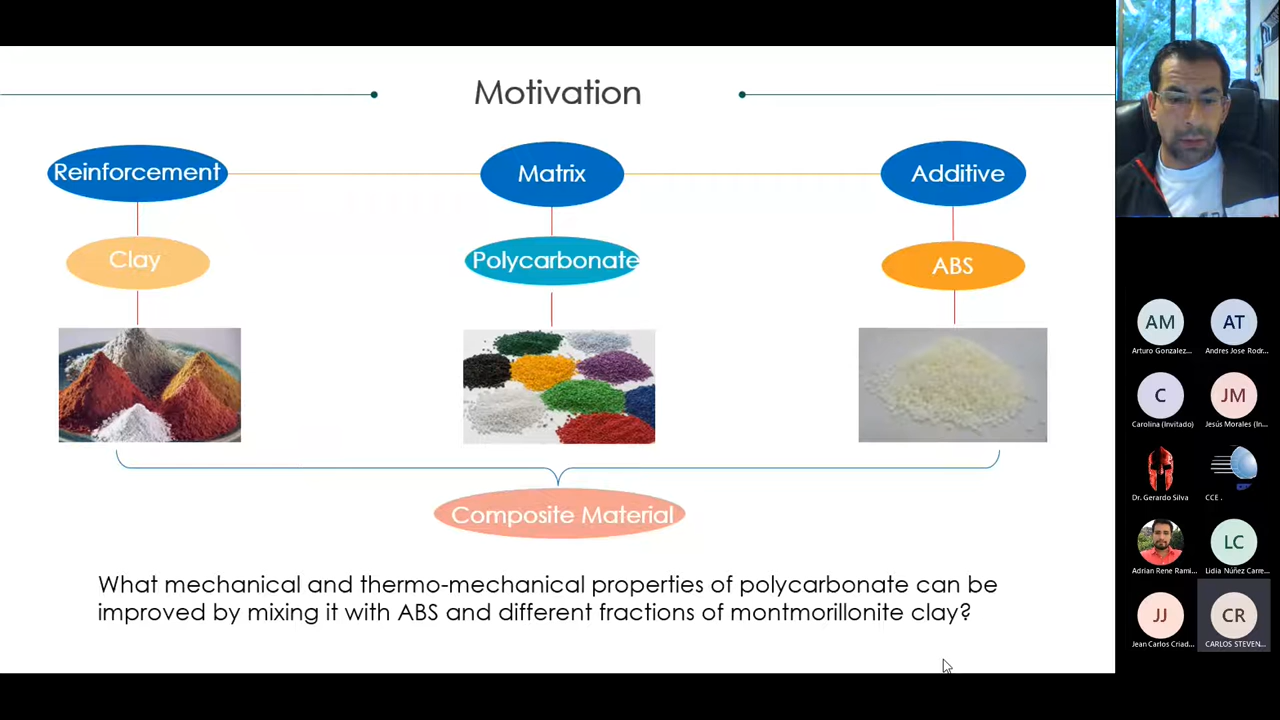 Motivation
Reinforcement
Matrix
Additive
Clay
Polycarbonate
ABS
Composite Material
What mechanical and thermo-mechanical properties of polycarbonate can be
improved by mixing it with ABS and different fractions of montmorillonite clay?
AM
AT
Arturo Gonzalez...
Andres Jose Rodr...
C
JM
Carolina (Invitado)
Jesús Morales (In...
Dr. Gerardo Silva
CCE .
LC
Adrian Rene Rami...
Lidia Núñez Carre...
JJ
CR
Jean Carlos Criad...
CARLOS STEVEN...